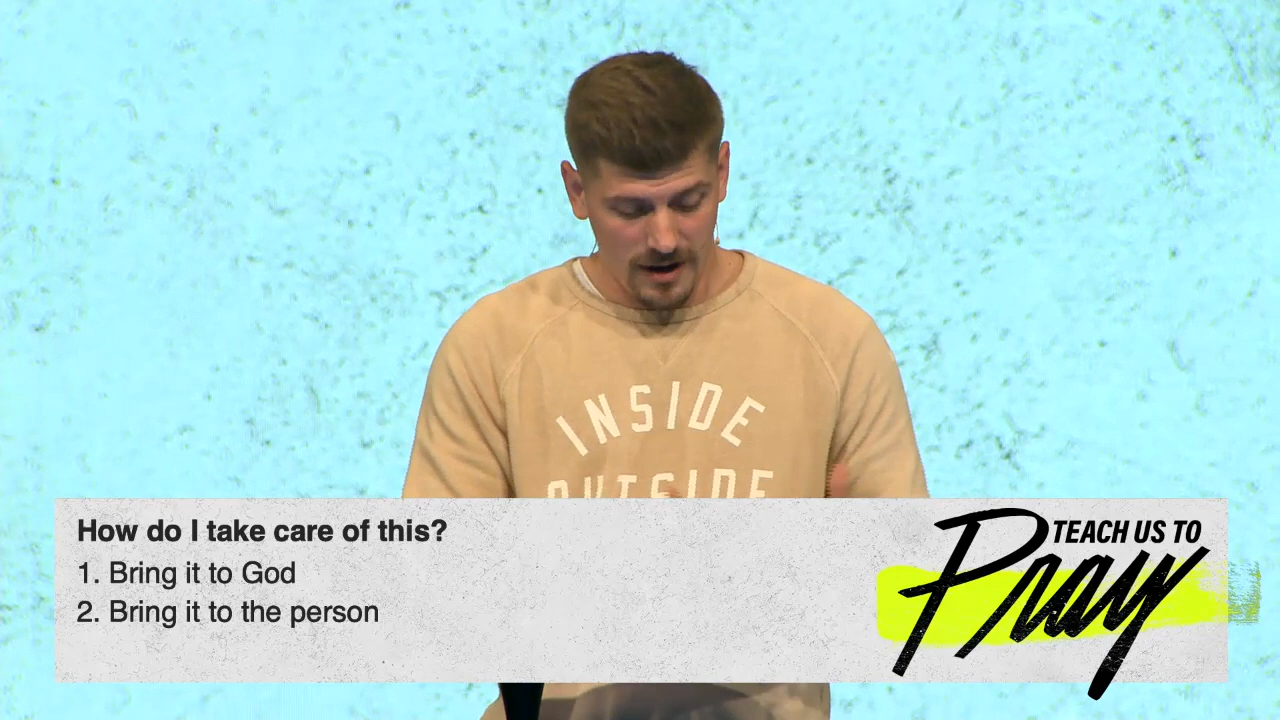 INSIDE
OUTSIDE
How do I take care of this?
1. Bring it to God
2. Bring it to the person
TEACH US TO
Pray